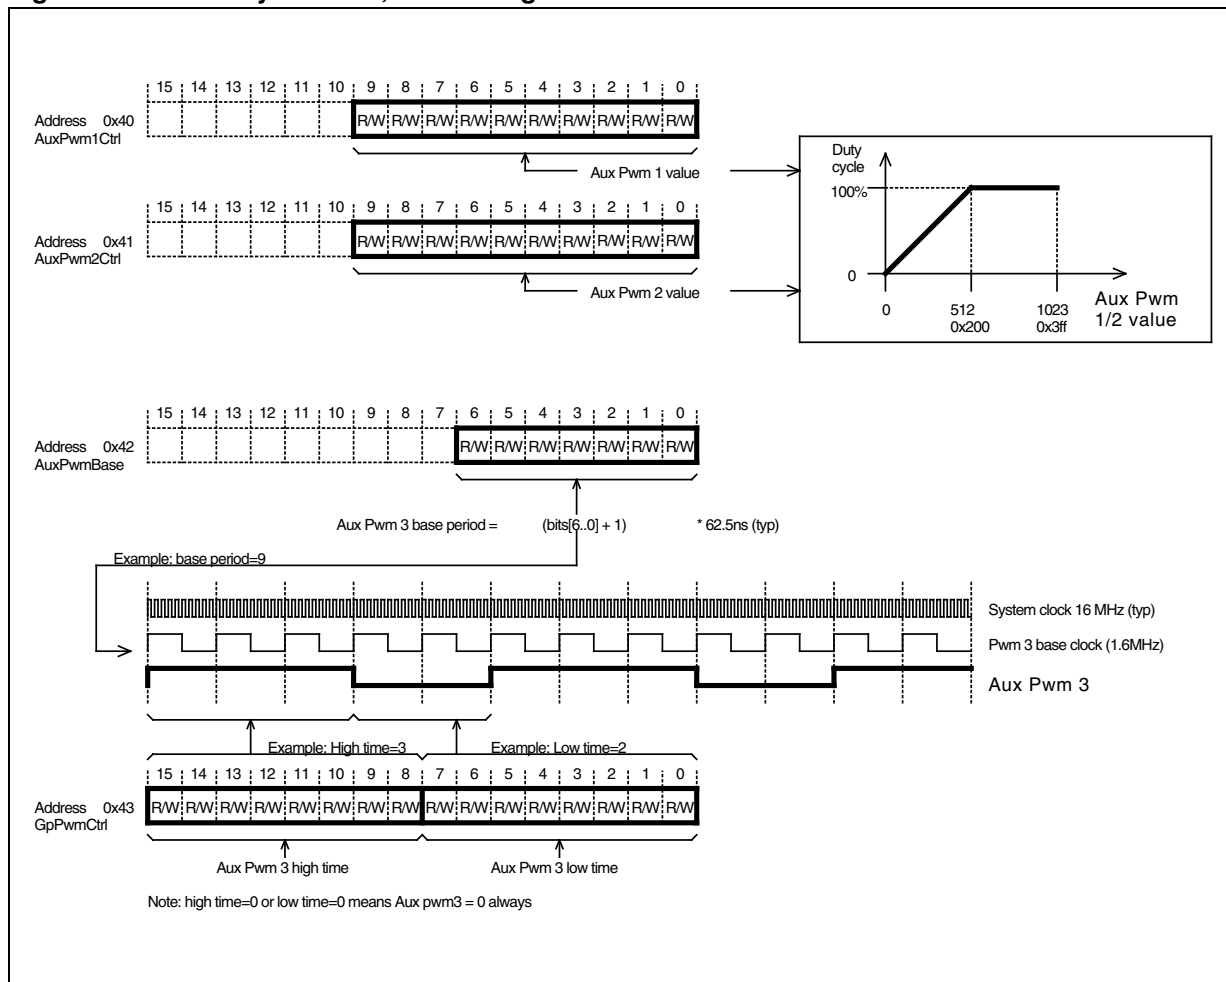 15 14 13 12 11 10 9 8 7 6 5 4 3 2 1 0
Address 0x40
AuxPwm1Ctrl
R/W R/W R/W R/W R/W R/W R/W R/W R/W R/W
Aux Pwm 1 value
15 14 13 12 11 10 9 8 7 6 5 4 3 2 1 0
Address 0x41
AuxPwm2Ctrl
R/W R/W R/W R/W R/W R/W R/W R/W R/W R/W
Aux Pwm 2 value
Duty
cycle
100%
0
0 512 1023
0x200 0x3ff
Aux Pwm
1/2 value
15 14 13 12 11 10 9 8 7 6 5 4 3 2 1 0
Address 0x42
AuxPwmBase
R/W R/W R/W R/W R/W R/W R/W
Aux Pwm 3 base period = (bits[6..0] + 1) * 62.5ns (typ)
Example: base period=9
System clock 16 MHz (typ)
Pwm 3 base clock (1.6MHz)
Aux Pwm 3
Example: High time=3 Example: Low time=2
15 14 13 12 11 10 9 8 7 6 5 4 3 2 1 0
Address 0x43
GpPwmCtrl
R/W R/W R/W R/W R/W R/W R/W R/W R/W R/W R/W R/W R/W R/W R/W R/W
Aux Pwm 3 high time Aux Pwm 3 low time
Note: high time=0 or low time=0 means Aux pwm3 = 0 always